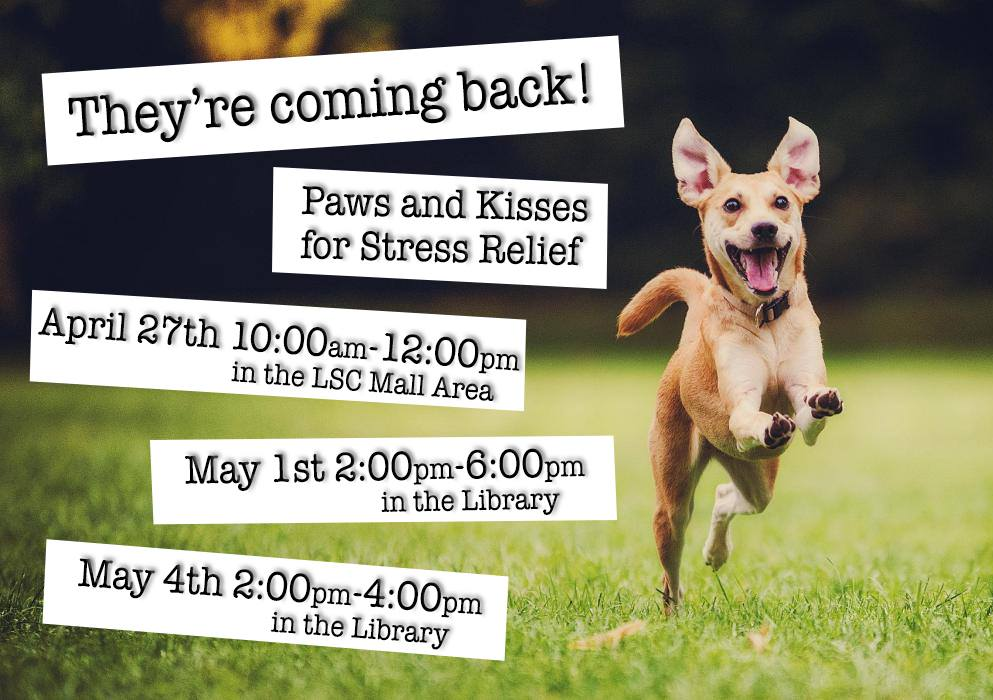 They're coming back!
Paws and Kisses
for Stress Relief
April 27th 10:00am-12:00pm
in the LSC Mall Area
May 1st 2:00pm-6:00pm
in the Library
May 4th 2:00pm-4:00pm
in the Library